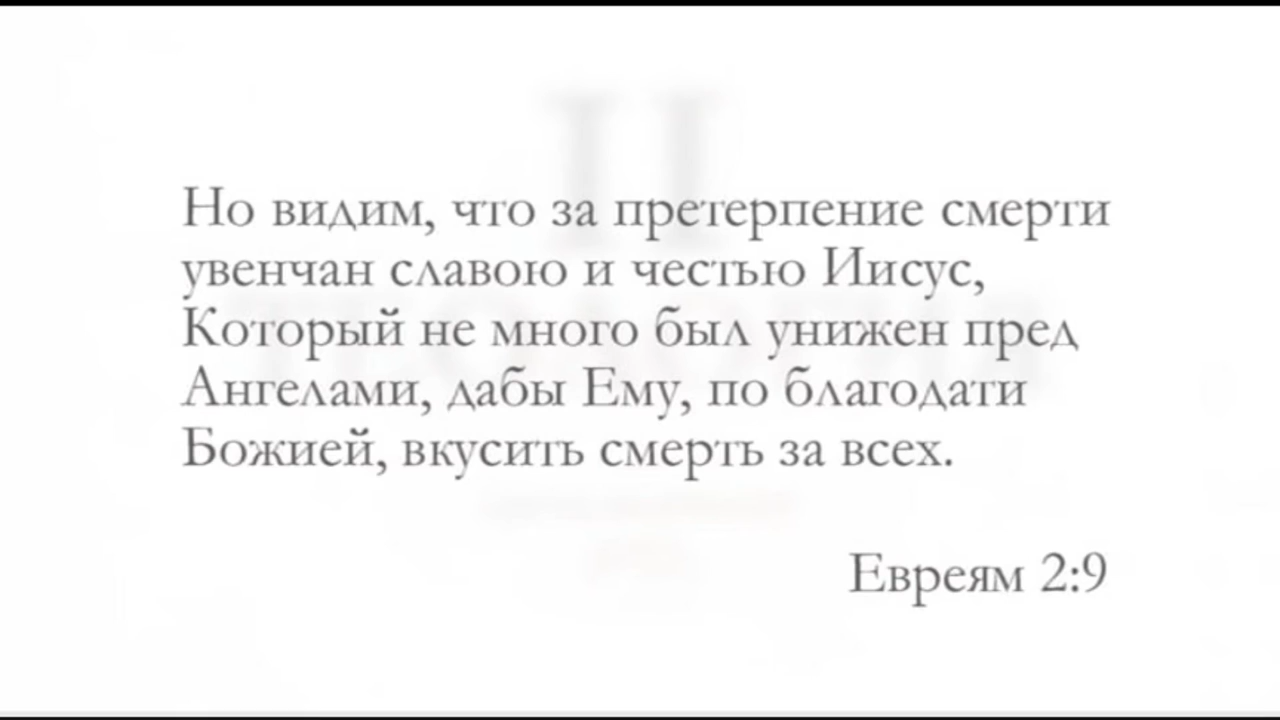 Но видим, что за претерпение смерти
увенчан славою и честью Иисус,
Который не много был унижен пред
Ангелами, дабы Ему, по благодати
Божией, вкусить смерть за всех.
Евреям 2:9